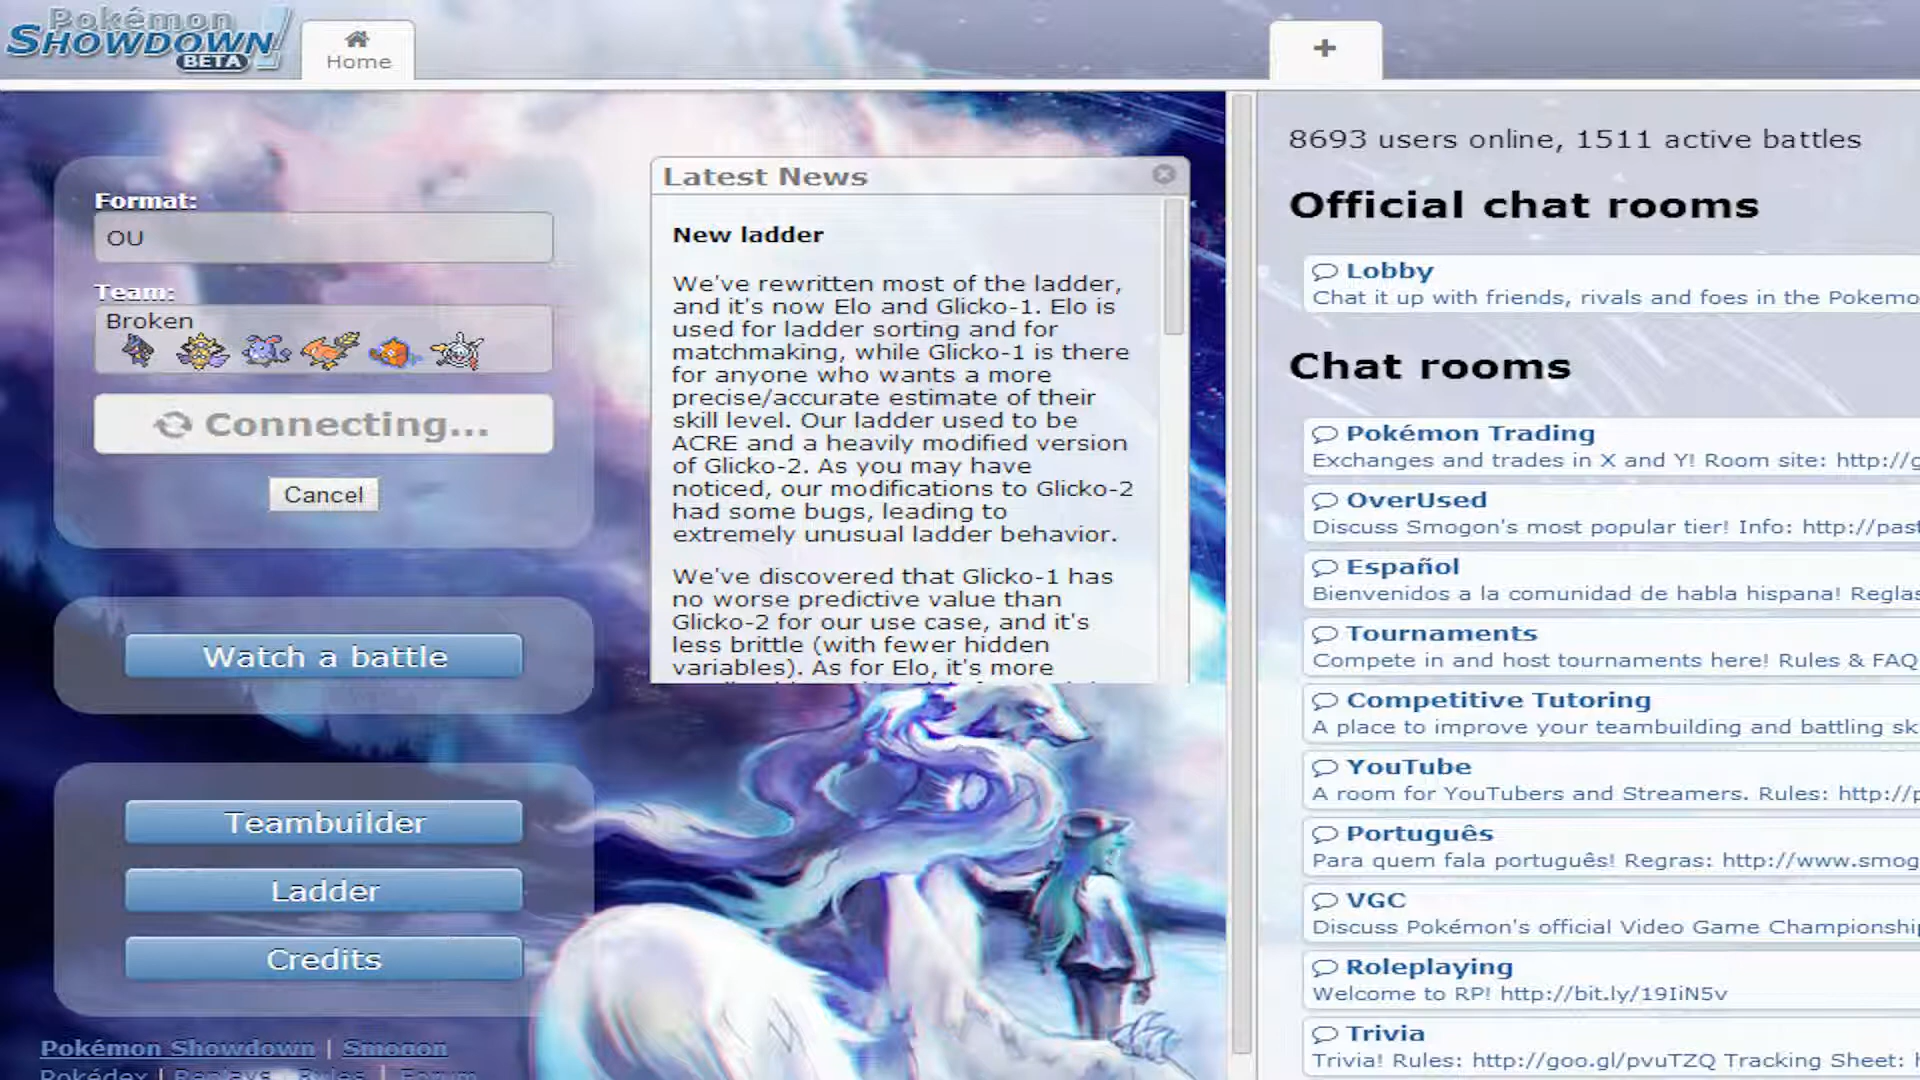 Pokémon
SHOWDOWN!
BETA
Home
Format:
OU
Team:
Broken
Connecting...
Cancel
Watch a battle
Teambuilder
Ladder
Credits
Pokémon Showdown | Smogon
Pokédex | Replays | Rules | Forum
Latest News
New ladder
We've rewritten most of the ladder,
and it's now Elo and Glicko-1. Elo is
used for ladder sorting and for
matchmaking, while Glicko-1 is there
for anyone who wants a more
precise/accurate estimate of their
skill level. Our ladder used to be
ACRE and a heavily modified version
of Glicko-2. As you may have
noticed, our modifications to Glicko-2
had some bugs, leading to
extremely unusual ladder behavior.
We've discovered that Glicko-1 has
no worse predictive value than
Glicko-2 for our use case, and it's
less brittle (with fewer hidden
variables). As for Elo, it's more
+
8693 users online, 1511 active battles
Official chat rooms
Lobby
Chat it up with friends, rivals and foes in the Pokemo
Chat rooms
Pokémon Trading
Exchanges and trades in X and Y! Room site: http://g
OverUsed
Discuss Smogon's most popular tier! Info: http://past
Español
Bienvenidos a la comunidad de habla hispana! Reglas
Tournaments
Compete in and host tournaments here! Rules & FAQ
Competitive Tutoring
A place to improve your teambuilding and battling sk
YouTube
A room for YouTubers and Streamers. Rules: http://p
Português
Para quem fala português! Regras: http://www.smog
VGC
Discuss Pokémon's official Video Game Championshi
Roleplaying
Welcome to RP! http://bit.ly/19IiN5v
Trivia
Trivia! Rules: http://goo.gl/pvuTZQ Tracking Sheet: h